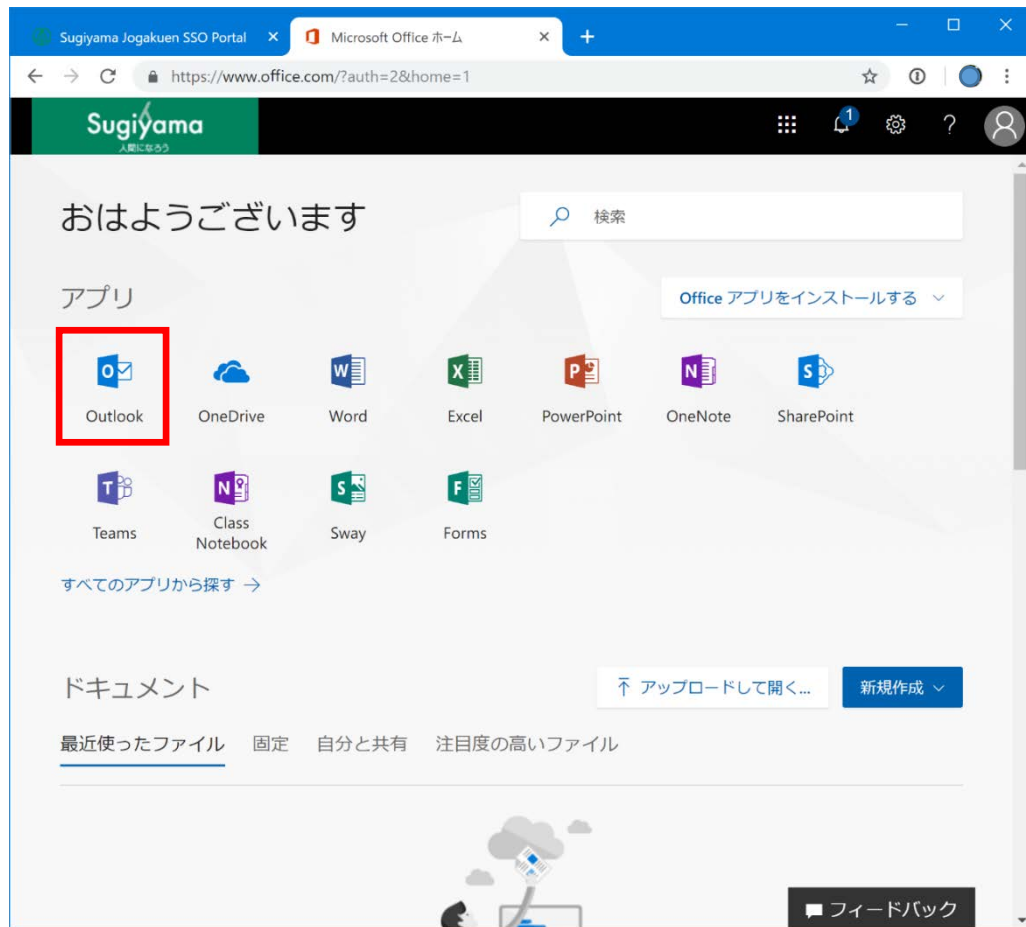 Sugiyama Jogakuen SSO Portal
Microsoft Office ホーム
https://www.office.com/?auth=2&home=1
Sugiyama
人間になろう
1
?
おはようございます
検索
アプリ
Office アプリをインストールする
Outlook
OneDrive
Word
Excel
PowerPoint
OneNote
SharePoint
Teams
Class
Notebook
Sway
Forms
すべてのアプリから探す →
ドキュメント
アップロードして開く...
新規作成
最近使ったファイル 固定 自分と共有 注目度の高いファイル
フィードバック